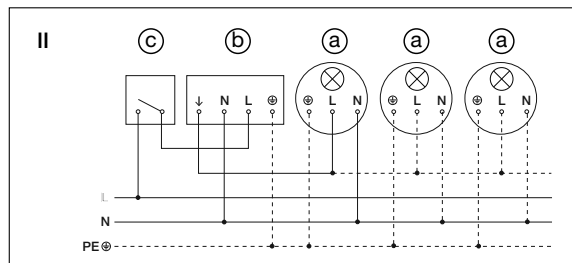 II
c b a a a
↓ N L ⏚ ⏚ L N ⏚ L N ⏚ L N
L
N
PE ⏚